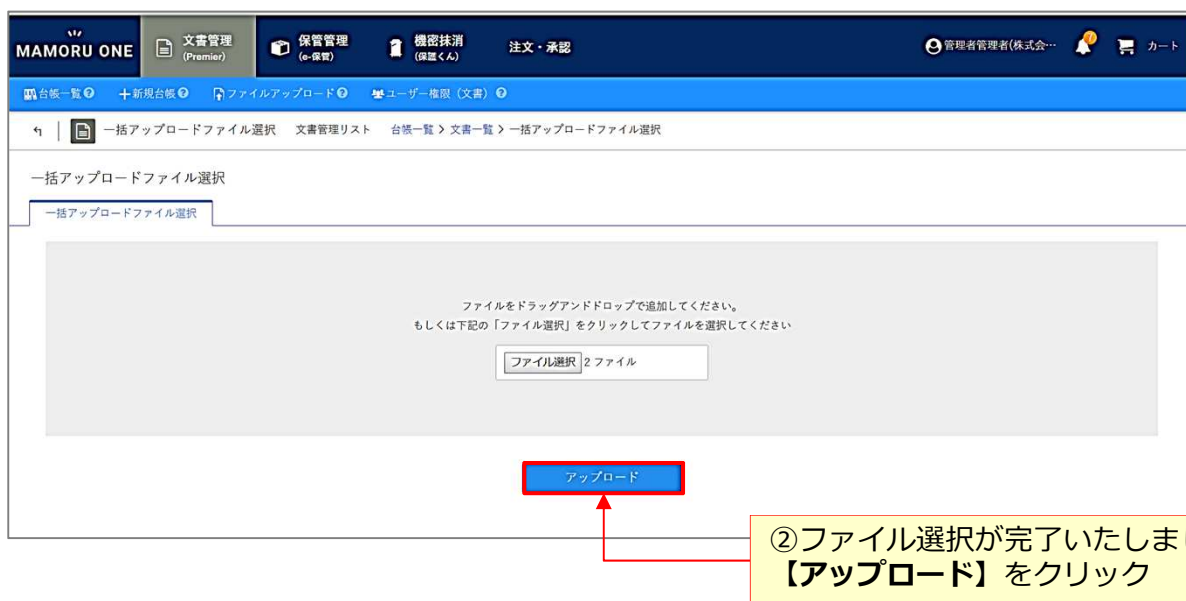 MAMORU ONE
文書管理
(Premier)
保管管理
(e-保管)
機密抹消
(保護くん)
注文・承認
管理者管理者(株式会…
カート
台帳一覧
+新規台帳
ファイルアップロード
ユーザー権限（文書）
一括アップロードファイル選択 文書管理リスト 台帳一覧 > 文書一覧 > 一括アップロードファイル選択
一括アップロードファイル選択
一括アップロードファイル選択
ファイルをドラッグアンドドロップで追加してください。
もしくは下記の「ファイル選択」をクリックしてファイルを選択してください
ファイル選択 2 ファイル
アップロード
②ファイル選択が完了いたしま
【アップロード】をクリック